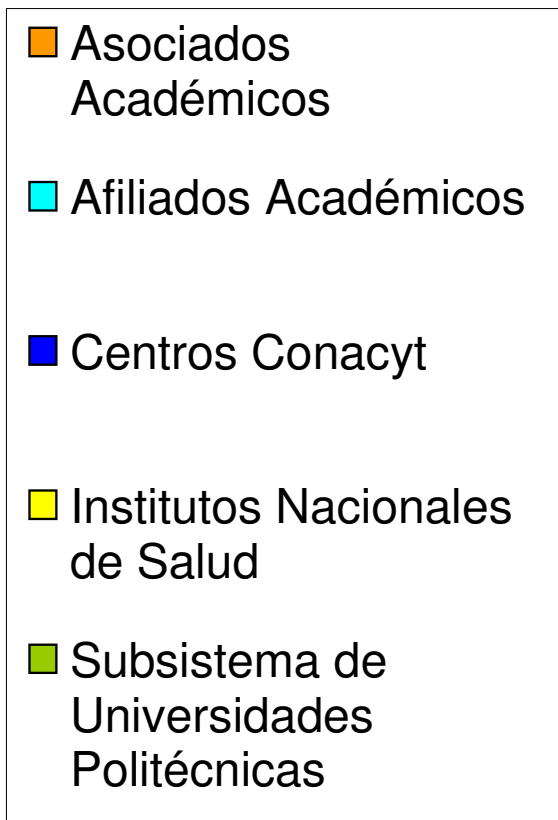 Asociados
Académicos
Afiliados Académicos
Centros Conacyt
Institutos Nacionales
de Salud
Subsistema de
Universidades
Politécnicas